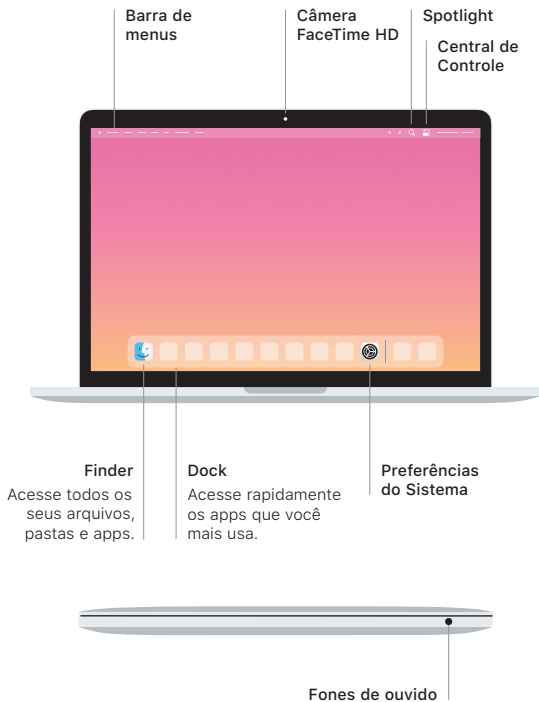 Barra de
menus
Câmera
FaceTime HD
Spotlight
Central de
Controle
Finder
Acesse todos os
seus arquivos,
pastas e apps.
Dock
Acesse rapidamente
os apps que você
mais usa.
Preferências
do Sistema
Fones de ouvido